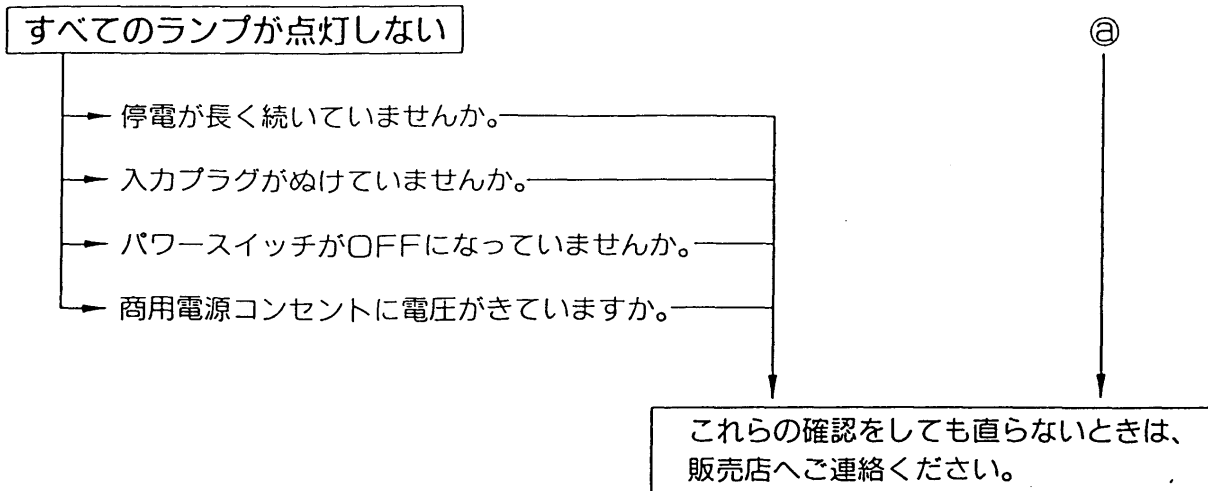 すべてのランプが点灯しない
ⓐ
停電が長く続いていませんか。
入力プラグがぬけていませんか。
パワースイッチがOFFになっていませんか。
商用電源コンセントに電圧がきていますか。
これらの確認をしても直らないときは、
販売店へご連絡ください。